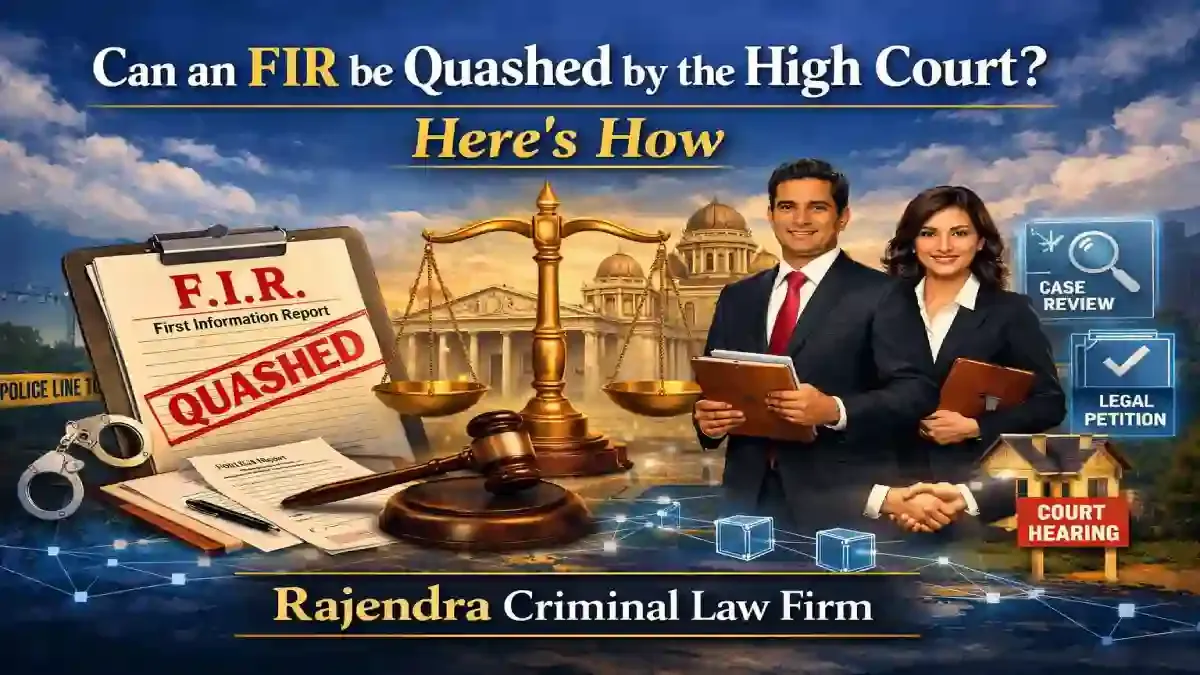 Can an FIR be Quashed by the High Court?
Here's How
F.I.R.
First Information Report
QUASHED
POLICE LINE
CASE
REVIEW
LEGAL
PETITION
COURT
HEARING
Rajendra Criminal Law Firm